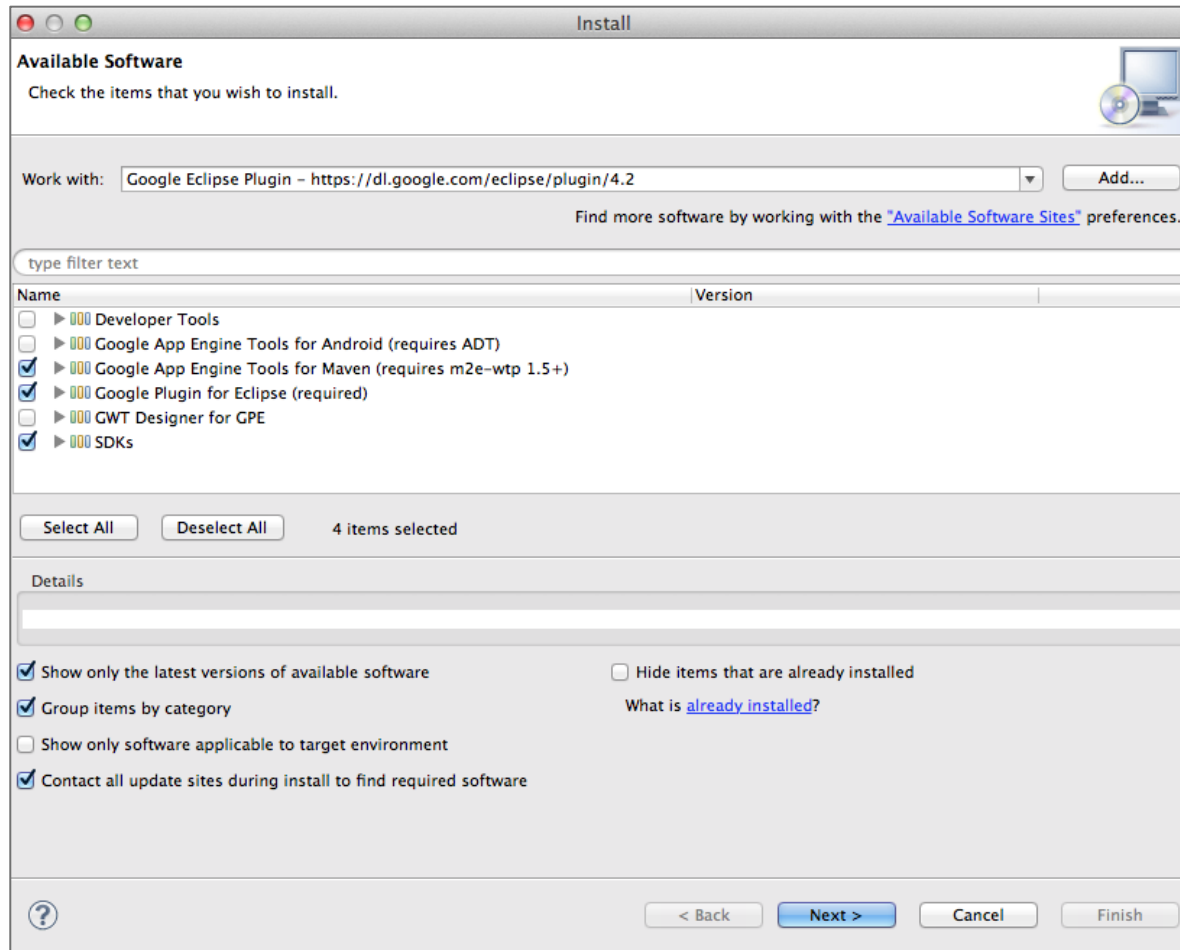 Install
Available Software
Check the items that you wish to install.
Work with: Google Eclipse Plugin – https://dl.google.com/eclipse/plugin/4.2 Add...
Find more software by working with the "Available Software Sites" preferences.
type filter text
Name Version
Developer Tools
Google App Engine Tools for Android (requires ADT)
Google App Engine Tools for Maven (requires m2e-wtp 1.5+)
Google Plugin for Eclipse (required)
GWT Designer for GPE
SDKs
Select All Deselect All 4 items selected
Details
Show only the latest versions of available software Hide items that are already installed
Group items by category What is already installed?
Show only software applicable to target environment
Contact all update sites during install to find required software
? < Back Next > Cancel Finish